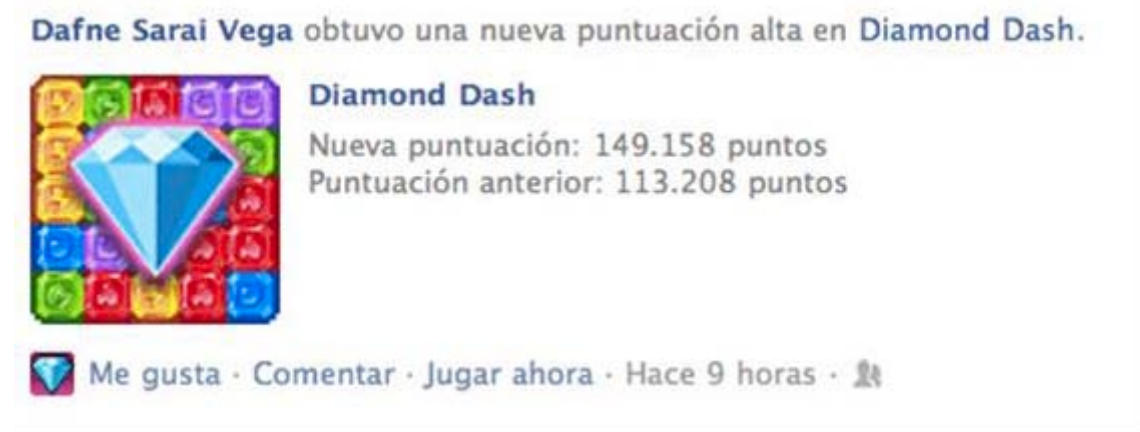 Dafne Sarai Vega obtuvo una nueva puntuación alta en Diamond Dash.
Diamond Dash
Nueva puntuación: 149.158 puntos
Puntuación anterior: 113.208 puntos
Me gusta · Comentar · Jugar ahora · Hace 9 horas ·